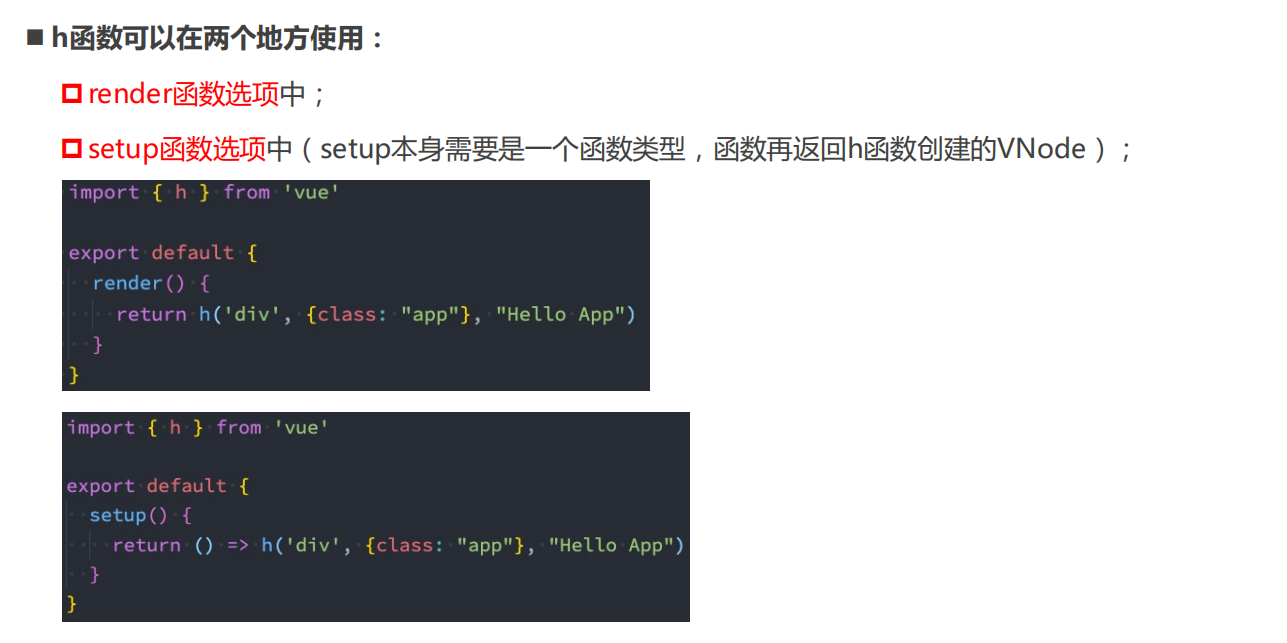 h函数可以在两个地方使用：
render函数选项中；
setup函数选项中（setup本身需要是一个函数类型，函数再返回h函数创建的VNode）；
import { h } from 'vue'
export default {
render() {
return h('div', {class: "app"}, "Hello App")
}
}
import { h } from 'vue'
export default {
setup() {
return () => h('div', {class: "app"}, "Hello App")
}
}